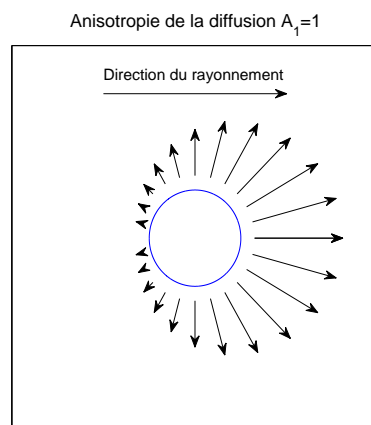 Anisotropie de la diffusion A₁=1
Direction du rayonnement